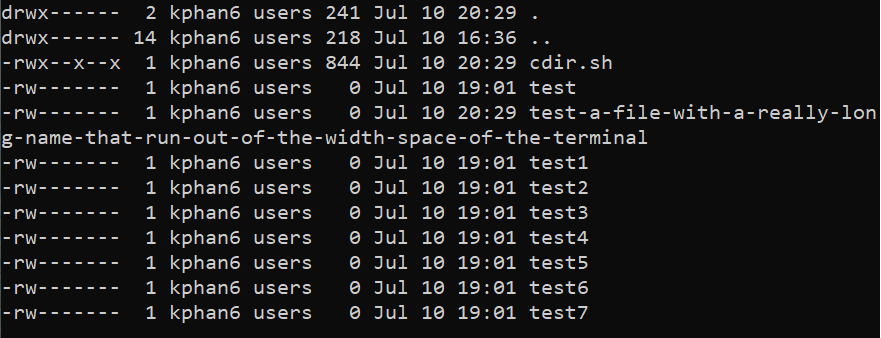 drwx------  2 kphan6 users 241 Jul 10 20:29 .
drwx------ 14 kphan6 users 218 Jul 10 16:36 ..
-rwx--x--x  1 kphan6 users 844 Jul 10 20:29 cdir.sh
-rw-------  1 kphan6 users   0 Jul 10 19:01 test
-rw-------  1 kphan6 users   0 Jul 10 20:29 test-a-file-with-a-really-lon
g-name-that-run-out-of-the-width-space-of-the-terminal
-rw-------  1 kphan6 users   0 Jul 10 19:01 test1
-rw-------  1 kphan6 users   0 Jul 10 19:01 test2
-rw-------  1 kphan6 users   0 Jul 10 19:01 test3
-rw-------  1 kphan6 users   0 Jul 10 19:01 test4
-rw-------  1 kphan6 users   0 Jul 10 19:01 test5
-rw-------  1 kphan6 users   0 Jul 10 19:01 test6
-rw-------  1 kphan6 users   0 Jul 10 19:01 test7